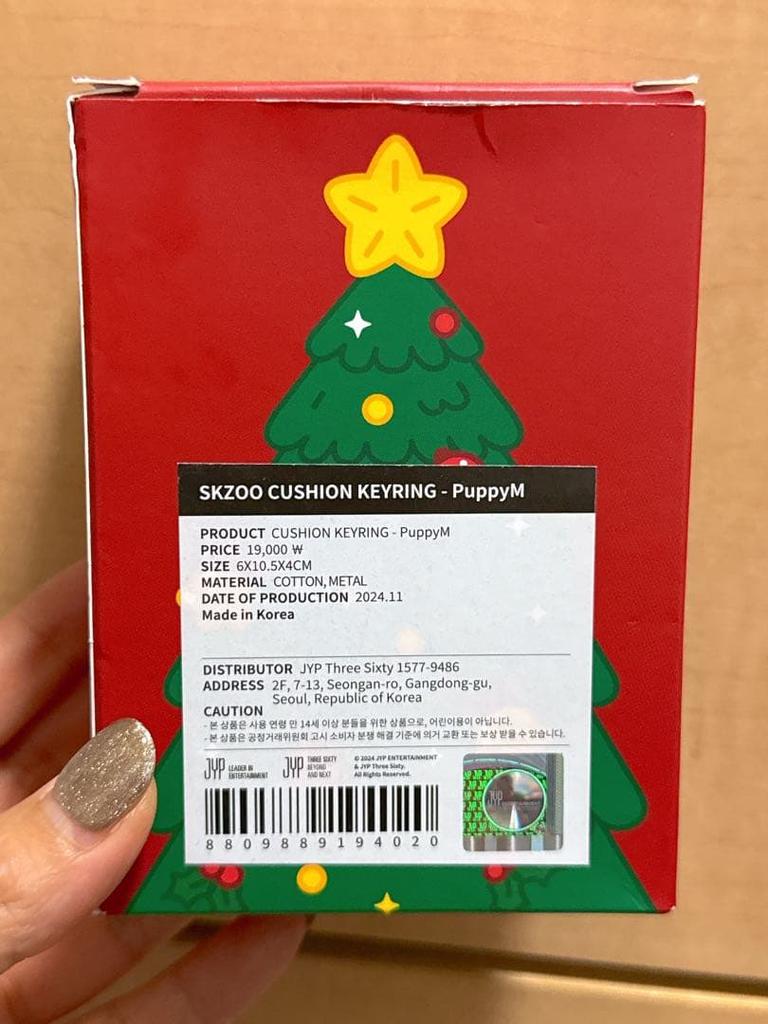 SKZOO CUSHION KEYRING - PuppyM
PRODUCT CUSHION KEYRING - PuppyM
PRICE 19,000 ₩
SIZE 6X10.5X4CM
MATERIAL COTTON, METAL
DATE OF PRODUCTION 2024.11
Made in Korea
DISTRIBUTOR JYP Three Sixty 1577-9486
ADDRESS 2F, 7-13, Seongan-ro, Gangdong-gu,
Seoul, Republic of Korea
CAUTION
- 본 상품은 사용 연령 만 14세 이상 분들을 위한 상품으로, 어린이용이 아닙니다.
- 본 상품은 공정거래위원회 고시 소비자 분쟁 해결 기준에 의거 교환 또는 보상 받을 수 있습니다.
JYP LEADER IN ENTERTAINMENT
JYP THREE SIXTY BEYOND AND NEXT
© 2024 JYP ENTERTAINMENT
& JYP Three Sixty.
All Rights Reserved.
8809889194020
JYP